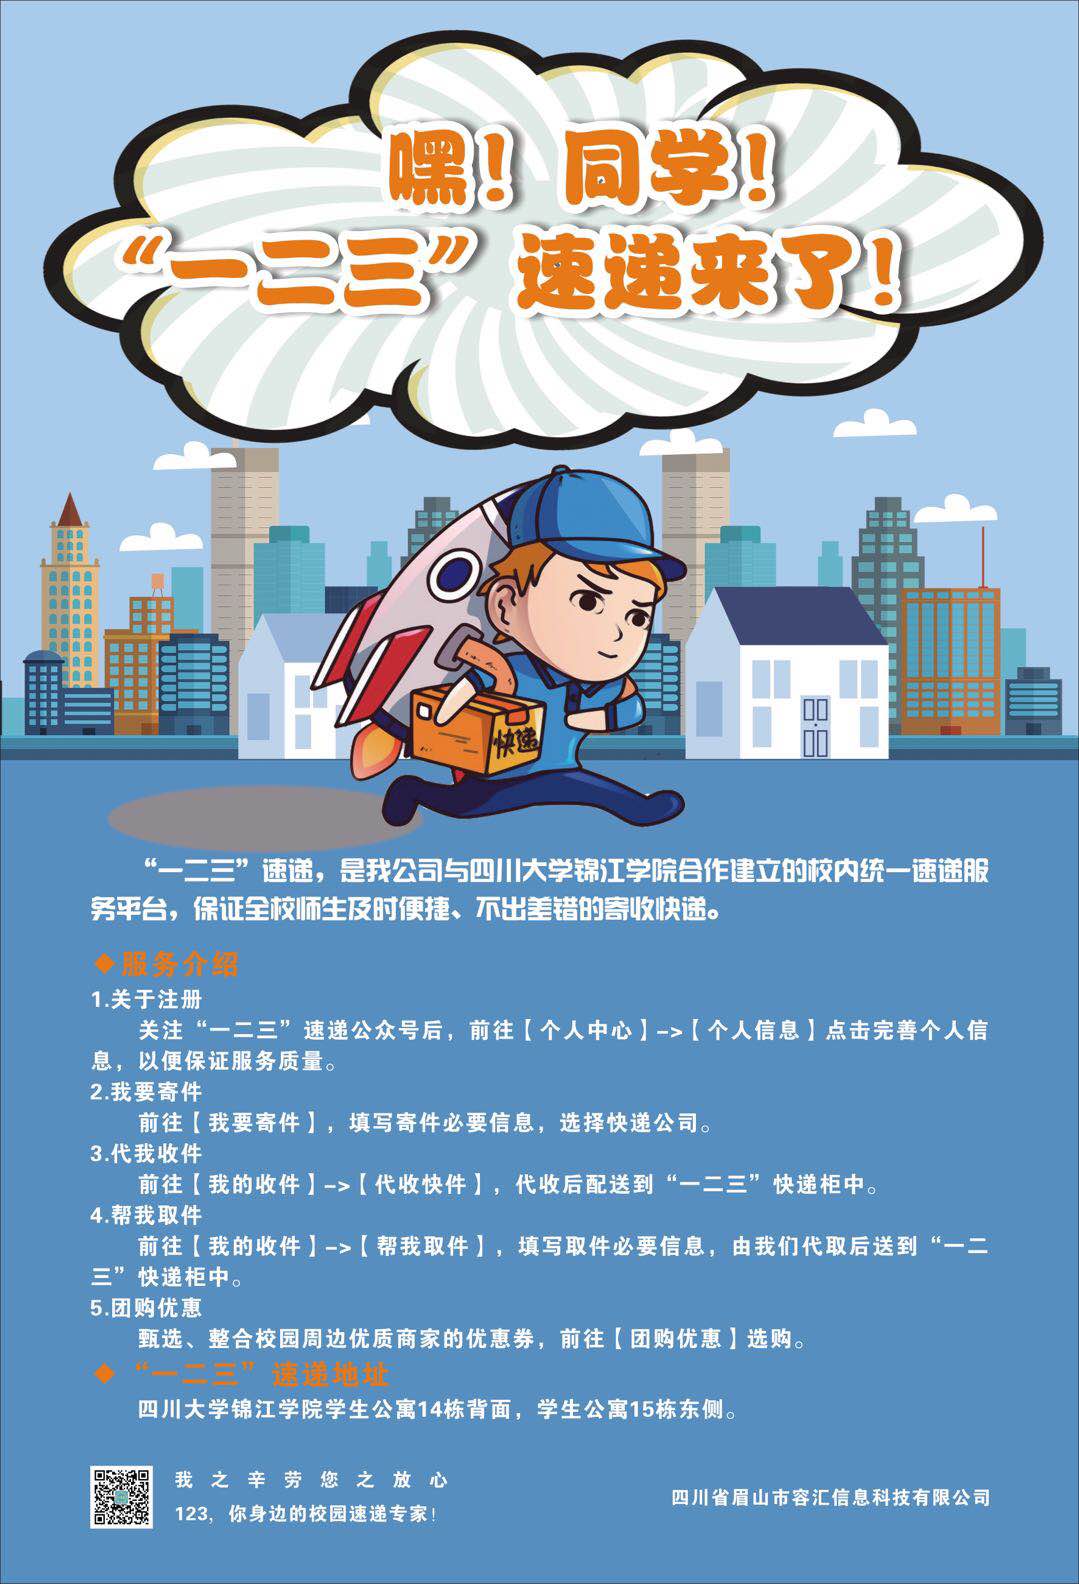 嘿！同学！
“一二三”速递来了！
快递
“一二三”速递，是我公司与四川大学锦江学院合作建立的校内统一速递服
务平台，保证全校师生及时便捷、不出差错的寄收快递。
◆服务介绍
1.关于注册
关注“一二三”速递公众号后，前往【个人中心】->【个人信息】点击完善个人信
息，以便保证服务质量。
2.我要寄件
前往【我要寄件】，填写寄件必要信息，选择快递公司。
3.代我收件
前往【我的收件】->【代收快件】，代收后配送到“一二三”快递柜中。
4.帮我取件
前往【我的收件】->【帮我取件】，填写取件必要信息，由我们代取后送到“一二
三”快递柜中。
5.团购优惠
甄选、整合校园周边优质商家的优惠券，前往【团购优惠】选购。
◆“一二三”速递地址
四川大学锦江学院学生公寓14栋背面，学生公寓15栋东侧。
我之辛劳您之放心
123，你身边的校园速递专家！
四川省眉山市容汇信息科技有限公司